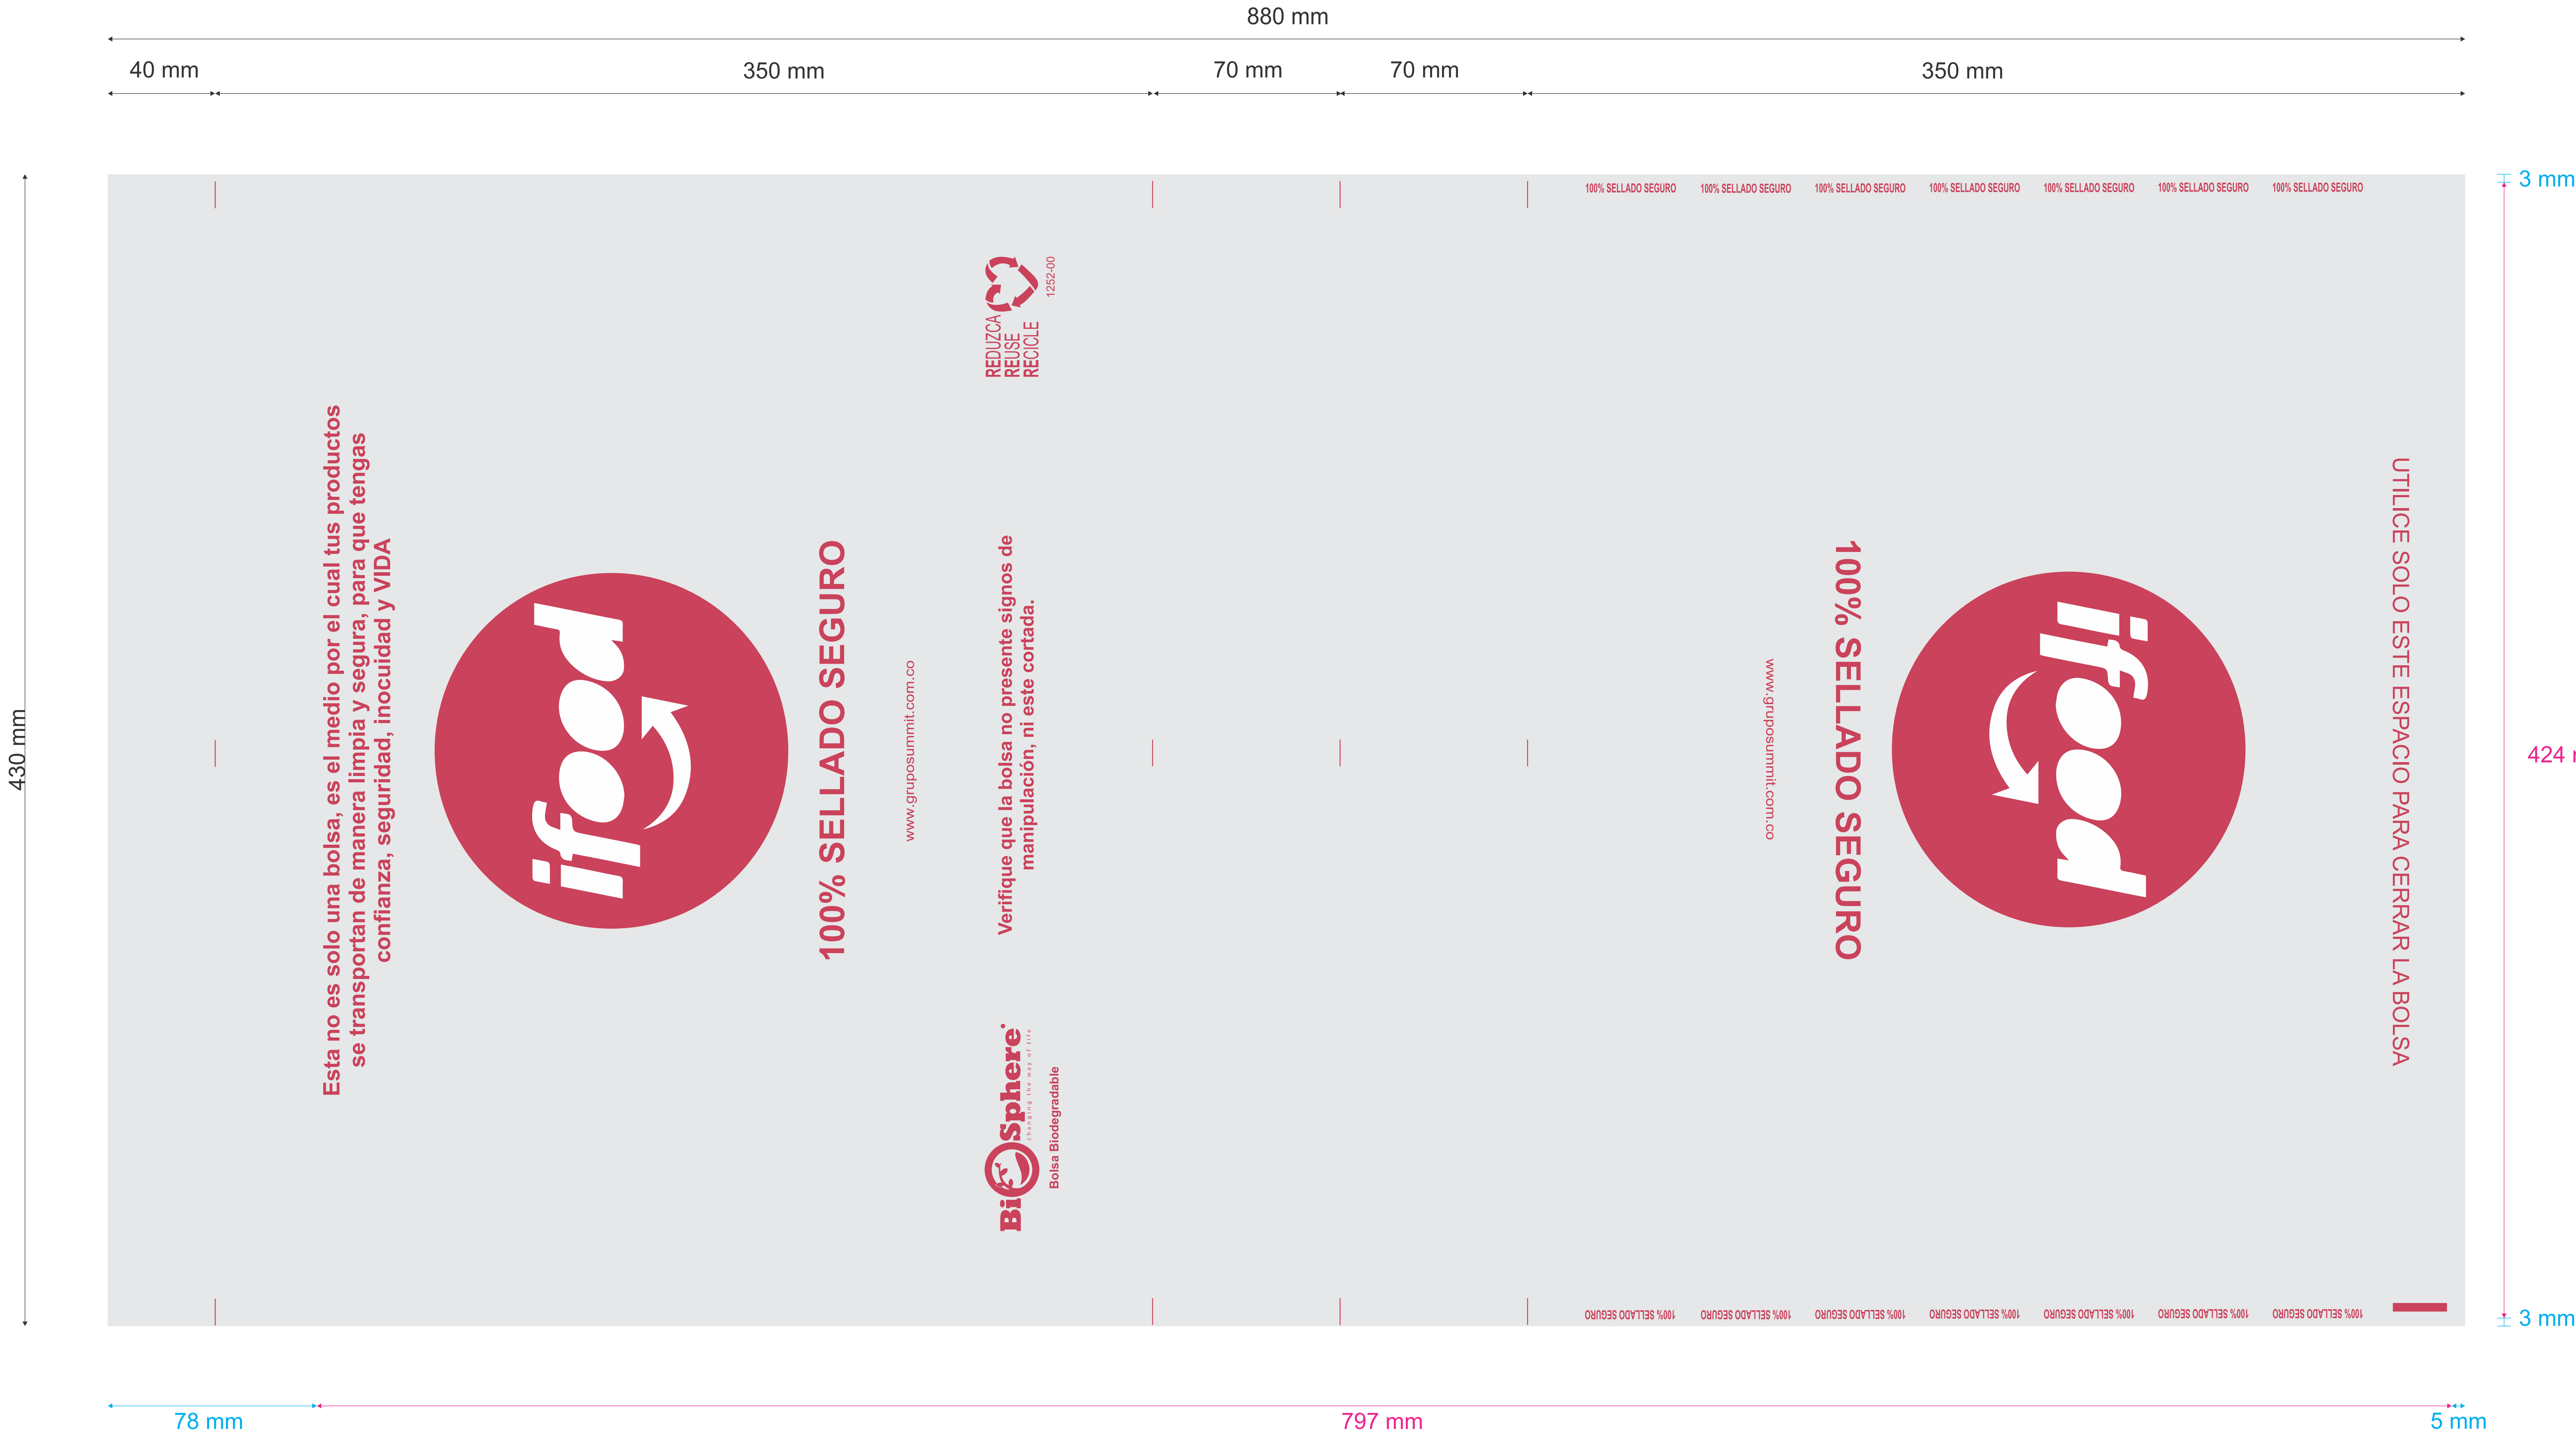 880 mm
40 mm
350 mm
70 mm
70 mm
350 mm
430 mm
3 mm
100% SELLADO SEGURO
100% SELLADO SEGURO
100% SELLADO SEGURO
100% SELLADO SEGURO
100% SELLADO SEGURO
100% SELLADO SEGURO
100% SELLADO SEGURO
Esta no es solo una bolsa, es el medio por el cual tus productos
se transportan de manera limpia y segura, para que tengas
confianza, seguridad, inocuidad y VIDA
ifood
100% SELLADO SEGURO
www.gruposummit.com.co
REDUZCA
REUSE
RECICLE
1252-00
Verifique que la bolsa no presente signos de
manipulación, ni este cortada.
BioSphere
changing the way of life
Bolsa Biodegradable
www.gruposummit.com.co
100% SELLADO SEGURO
ifood
UTILICE SOLO ESTE ESPACIO PARA CERRAR LA BOLSA
424
100% SELLADO SEGURO
100% SELLADO SEGURO
100% SELLADO SEGURO
100% SELLADO SEGURO
100% SELLADO SEGURO
100% SELLADO SEGURO
100% SELLADO SEGURO
3 mm
78 mm
797 mm
5 mm